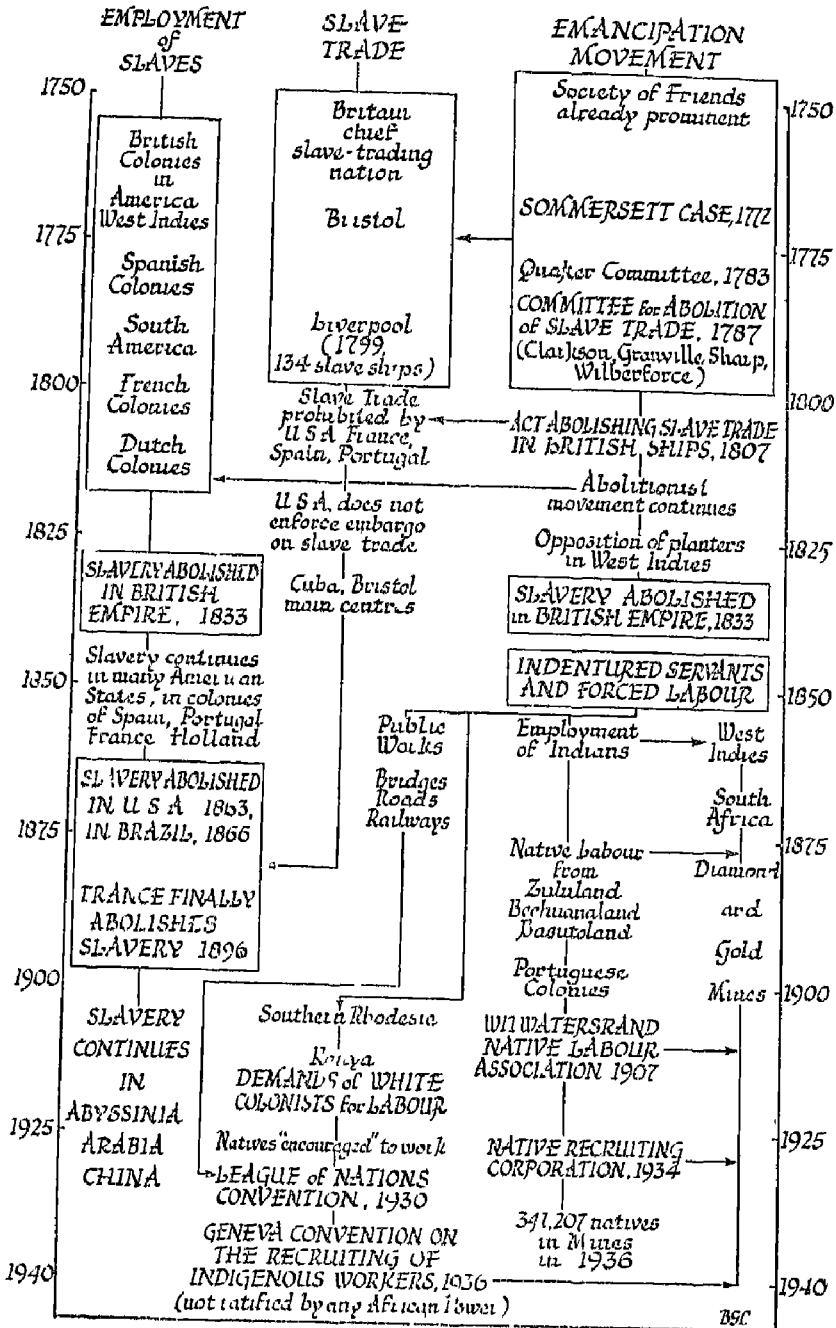 EMPLOYMENT
of
SLAVES
1750
British
Colonies
in
America
West Indies
1775
Spanish
Colonies
South
America
1800
French
Colonies
Dutch
Colonies
1825
SLAVERY ABOLISHED
IN BRITISH
EMPIRE, 1833
Slavery continues
1850
in many American
States, in colonies
of Spain, Portugal
France Holland
SLAVERY ABOLISHED
IN U S A 1863,
IN BRAZIL, 1866
1875
FRANCE FINALLY
ABOLISHES
SLAVERY 1896
1900
SLAVERY
CONTINUES
IN
ABYSSINIA
ARABIA
CHINA
1925
1940
SLAVE
TRADE
Britain
chief
slave-trading
nation
Bristol
Liverpool
(1799,
134 slave ships)
Slave Trade
prohibited by
U S A France,
Spain, Portugal
U S A. does not
enforce embargo
on slave trade
Cuba, Bristol
main centres
Public
Works
Bridges
Roads
Railways
Southern Rhodesia
Kenya
DEMANDS of WHITE
COLONISTS for LABOUR
Natives "encouraged" to work
LEAGUE of NATIONS
CONVENTION, 1930
GENEVA CONVENTION ON
THE RECRUITING OF
INDIGENOUS WORKERS, 1936
(not ratified by any African Power)
EMANCIPATION
MOVEMENT
Society of Friends
already prominent
SOMMERSETT CASE, 1772
Quaker Committee, 1783
COMMITTEE for ABOLITION
of SLAVE TRADE, 1787
(Clarkson, Granville, Sharp,
Wilberforce)
ACT ABOLISHING SLAVE TRADE
IN BRITISH SHIPS, 1807
Abolitionist
movement continues
Opposition of planters
in West Indies
SLAVERY ABOLISHED
in BRITISH EMPIRE, 1833
INDENTURED SERVANTS
AND FORCED LABOUR
Employment
of Indians
West
Indies
South
Africa
Native Labour
from
Zululand
Bechuanaland
Basutoland
Portuguese
Colonies
Diamond
and
Gold
Mines
WITWATERSRAND
NATIVE LABOUR
ASSOCIATION 1907
NATIVE RECRUITING
CORPORATION, 1934
341,207 natives
in Mines
in 1936
1750
1775
1800
1825
1850
1875
1900
1925
1940